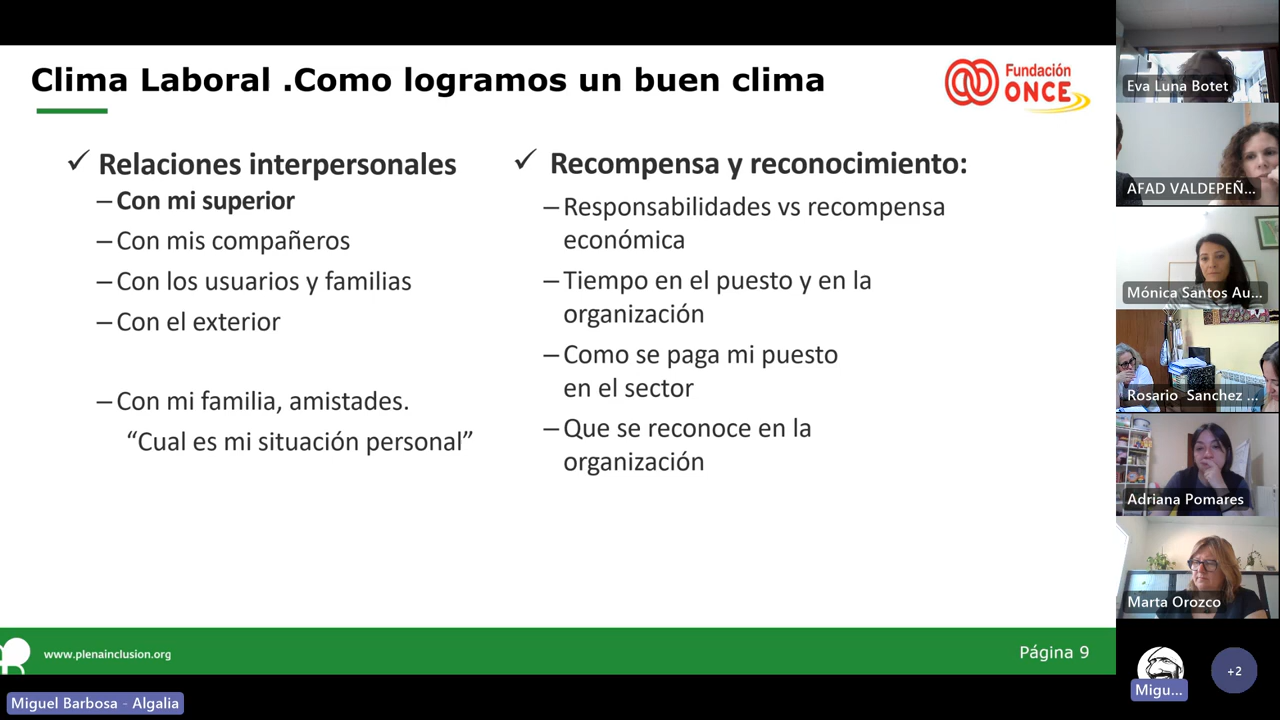 Clima Laboral .Como logramos un buen clima
Fundación
ONCE
✓ Relaciones interpersonales
– Con mi superior
– Con mis compañeros
– Con los usuarios y familias
– Con el exterior
– Con mi familia, amistades.
“Cual es mi situación personal”
✓ Recompensa y reconocimiento:
– Responsabilidades vs recompensa
económica
– Tiempo en el puesto y en la
organización
– Como se paga mi puesto
en el sector
– Que se reconoce en la
organización
www.plenainclusion.org
Página 9
Miguel Barbosa - Algalia
Eva Luna Botet
AFAD VALDEPEÑ...
Mónica Santos Au...
Rosario Sanchez ...
Adriana Pomares
Marta Orozco
Migu...
+2